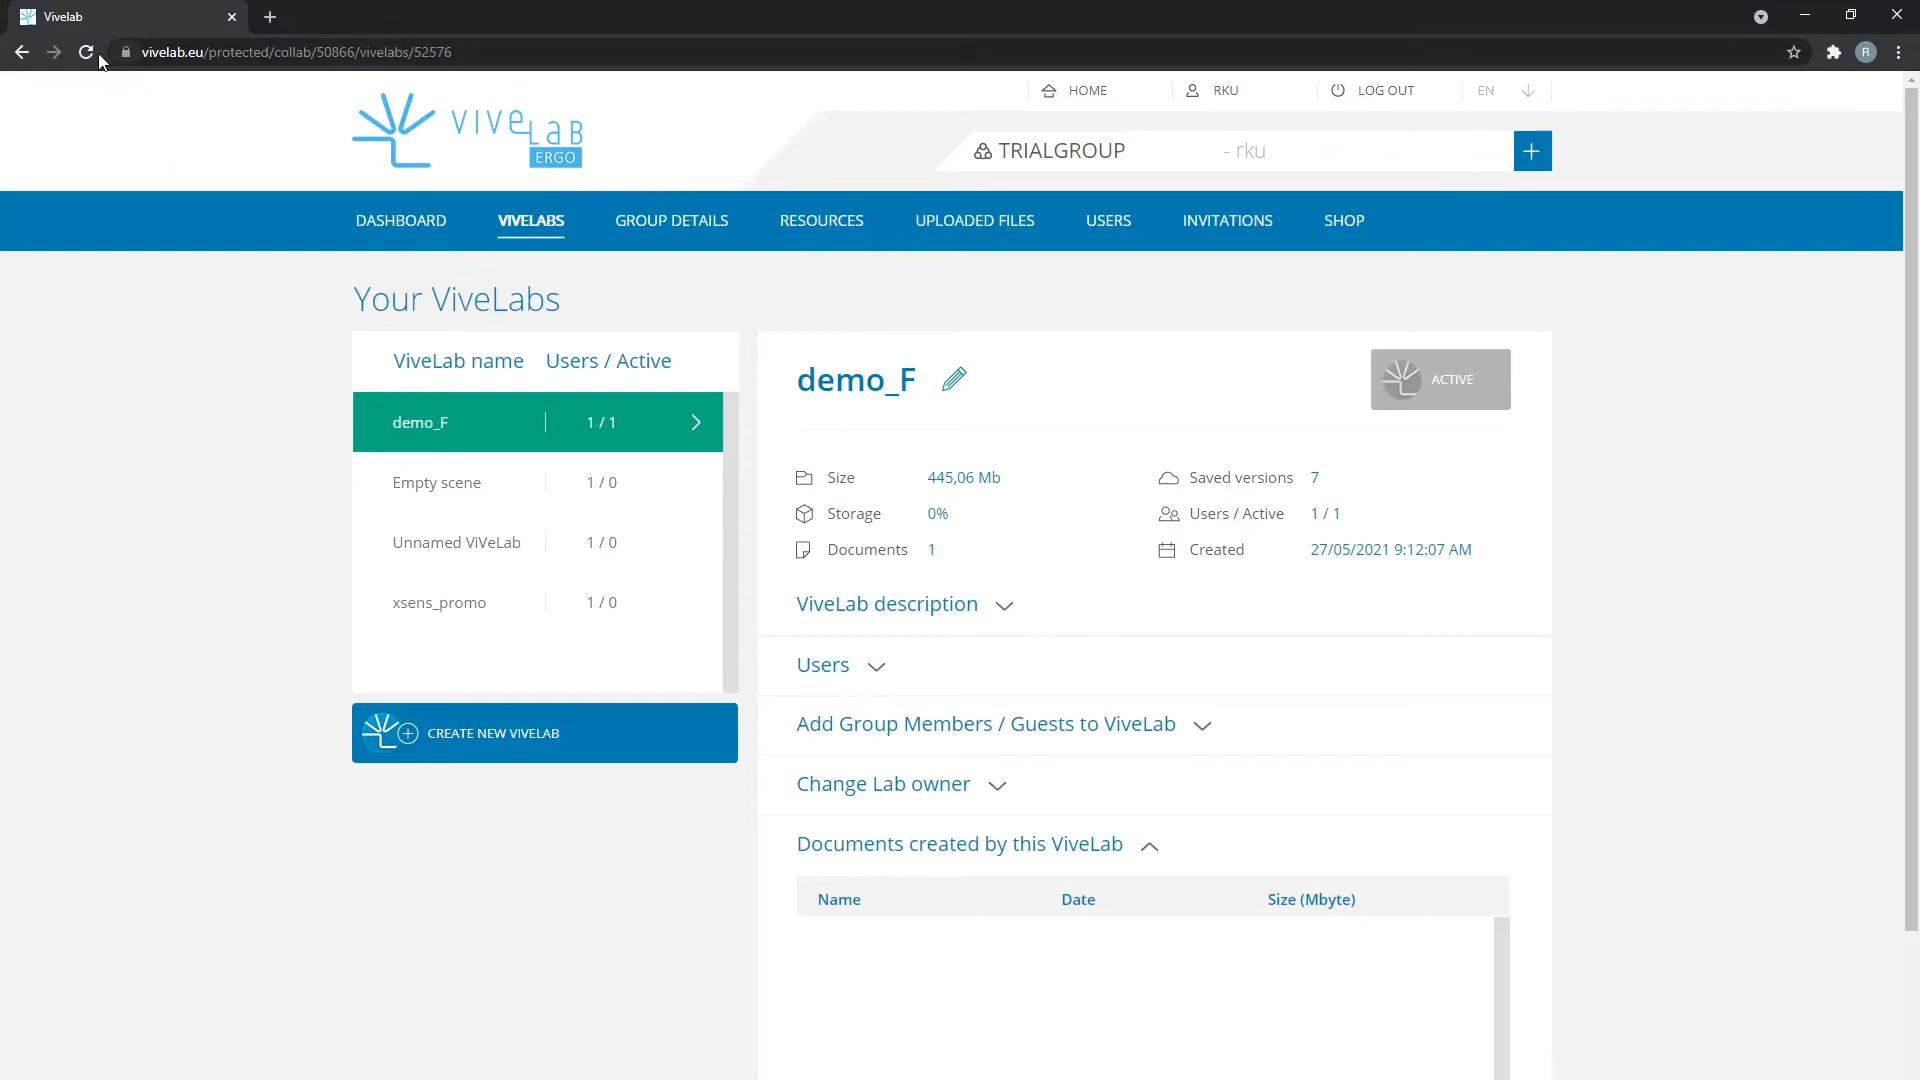 Vivelab
vivelab.eu/protected/collab/50866/vivelabs/52576
R
HOME
RKU
LOG OUT
EN
viveLab
ERGO
TRIALGROUP - rku
DASHBOARD VIVELABS GROUP DETAILS RESOURCES UPLOADED FILES USERS INVITATIONS SHOP
Your ViveLabs
ViveLab name Users / Active
demo_F 1 / 1
Empty scene 1 / 0
Unnamed ViVeLab 1 / 0
xsens_promo 1 / 0
CREATE NEW VIVELAB
demo_F
ACTIVE
Size 445,06 Mb Saved versions 7
Storage 0% Users / Active 1 / 1
Documents 1 Created 27/05/2021 9:12:07 AM
ViveLab description
Users
Add Group Members / Guests to ViveLab
Change Lab owner
Documents created by this ViveLab
Name Date Size (Mbyte)